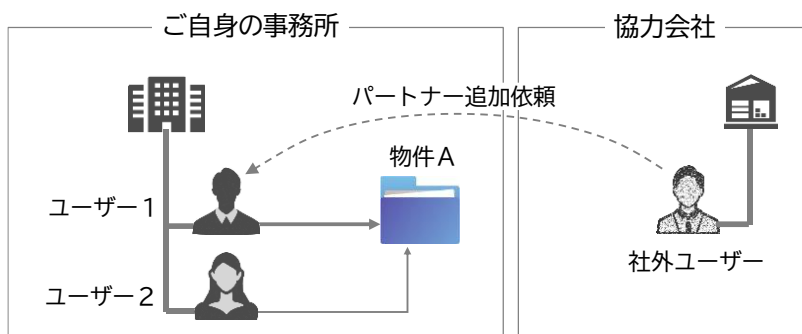 ご自身の事務所
協力会社
パートナー追加依頼
物件A
ユーザー1
社外ユーザー
ユーザー2